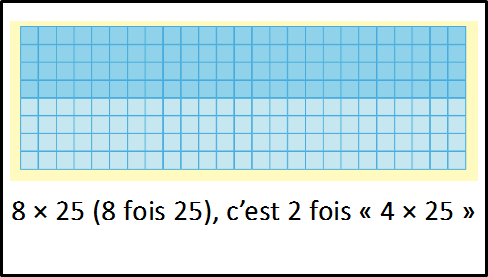 8 × 25 (8 fois 25), c’est 2 fois « 4 × 25 »